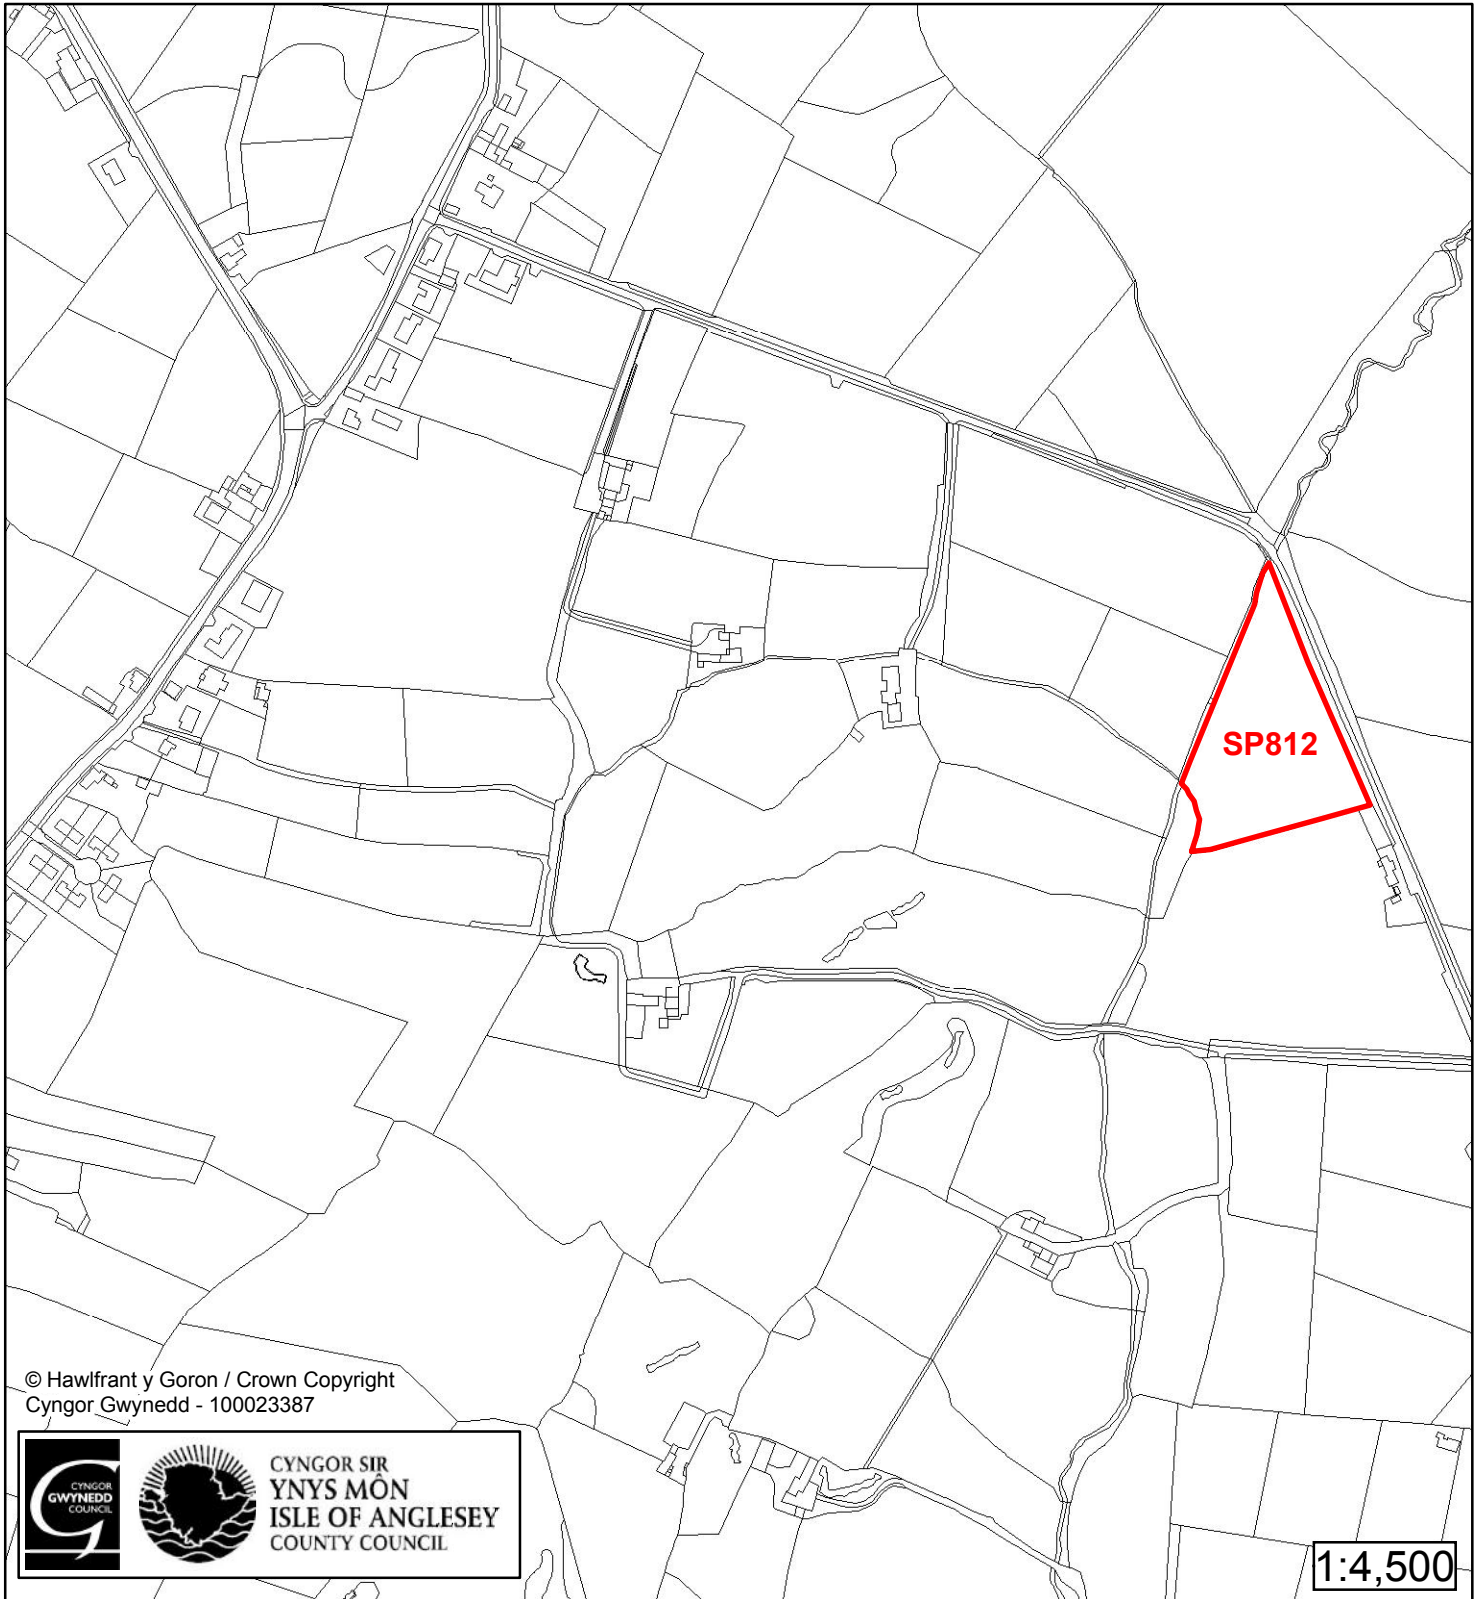 SP812
© Hawlfrant y Goron / Crown Copyright
Cyngor Gwynedd - 100023387
CYNGOR
GWYNEDD
COUNCIL
CYNGOR SIR
YNYS MÔN
ISLE OF ANGLESEY
COUNTY COUNCIL
1:4,500